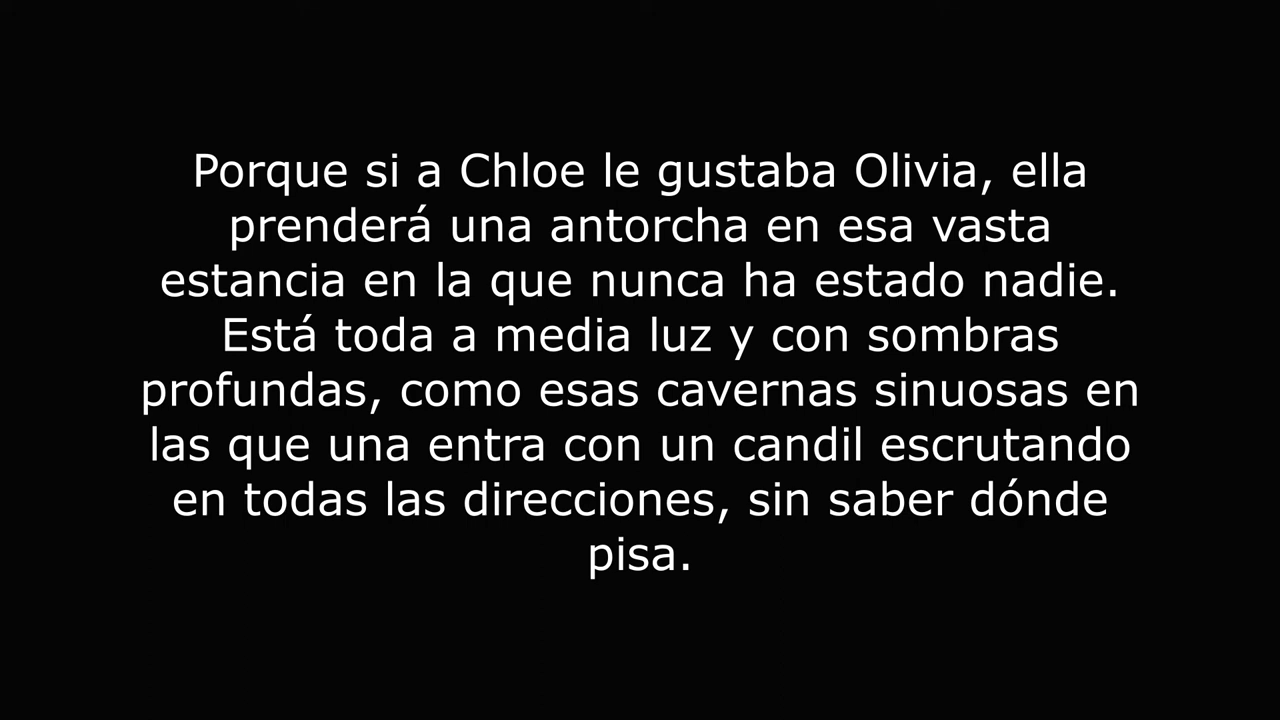 Porque si a Chloe le gustaba Olivia, ella
prenderá una antorcha en esa vasta
estancia en la que nunca ha estado nadie.
Está toda a media luz y con sombras
profundas, como esas cavernas sinuosas en
las que una entra con un candil escrutando
en todas las direcciones, sin saber dónde
pisa.